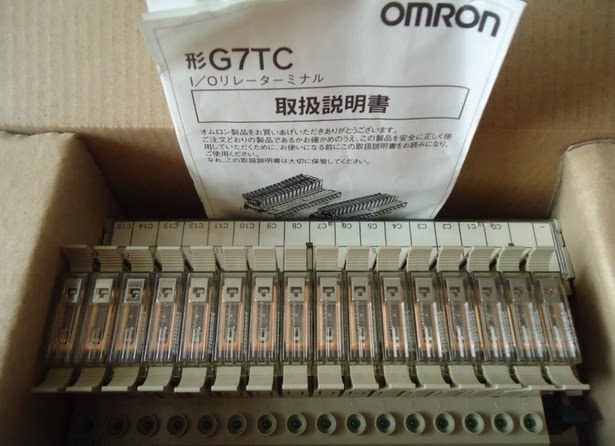 OMRON
形G7TC
I/Oリレーターミナル
取扱説明書
オムロン製品をお買いあげいただきありがとうございます。
ご注文どおりの製品であるかお確かめのうえ、この製品を安全に正しく使
用していただくために、お使いになる前にこの取扱説明書をお読みになり、
ご使用ください。
なお、この取扱説明書は大切に保管してください。
C15 C14 C13 C12 C11 C10 C9 C8 C7 C6 C5 C4 C3 C2 C1 C0